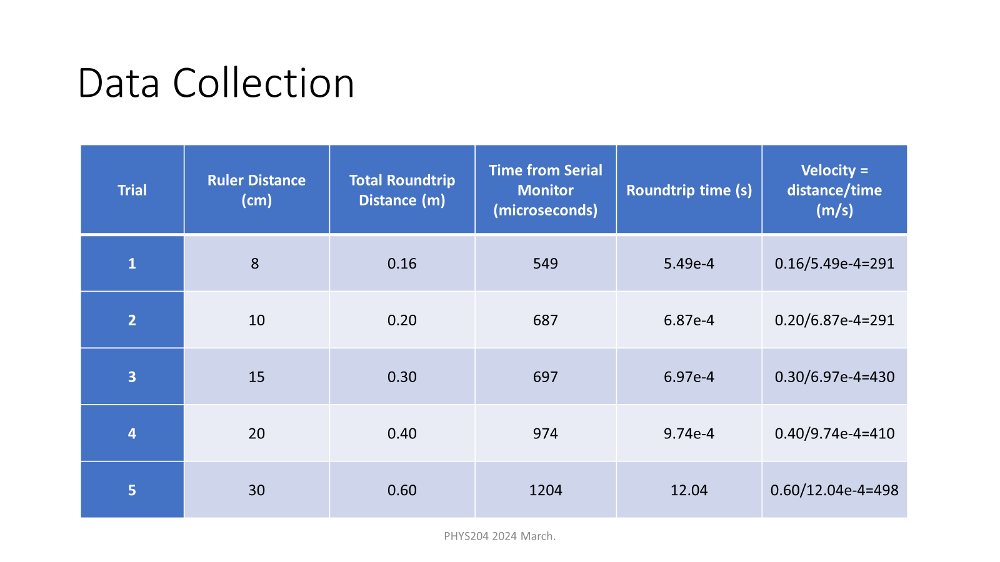 Data Collection
Trial
Ruler Distance
(cm)
Total Roundtrip
Distance (m)
Time from Serial
Monitor
(microseconds)
Roundtrip time (s)
Velocity =
distance/time
(m/s)
1
8
0.16
549
5.49e-4
0.16/5.49e-4=291
2
10
0.20
687
6.87e-4
0.20/6.87e-4=291
3
15
0.30
697
6.97e-4
0.30/6.97e-4=430
4
20
0.40
974
9.74e-4
0.40/9.74e-4=410
5
30
0.60
1204
12.04
0.60/12.04e-4=498
PHYS204 2024 March.